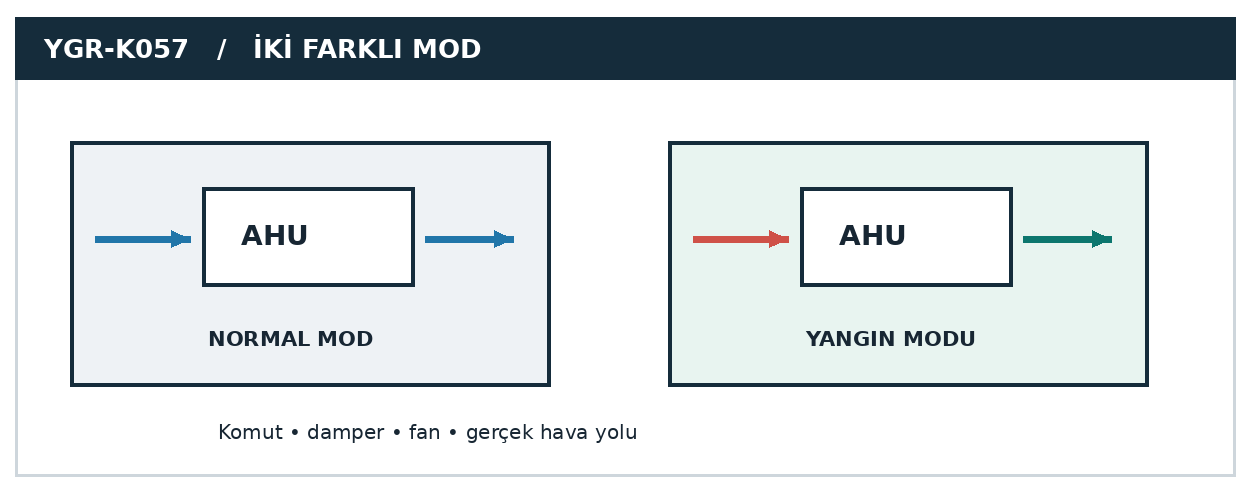 YGR-K057 / İKİ FARKLI MOD
AHU
AHU
NORMAL MOD
YANGIN MODU
Komut • damper • fan • gerçek hava yolu